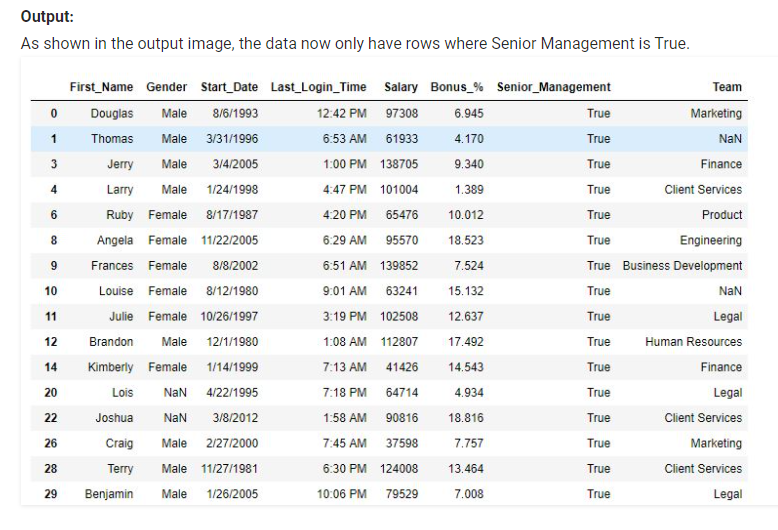 Output:
As shown in the output image, the data now only have rows where Senior Management is True.
First_Name Gender Start_Date Last_Login_Time Salary Bonus_% Senior_Management Team
0 Douglas Male 8/6/1993 12:42 PM 97308 6.945 True Marketing
1 Thomas Male 3/31/1996 6:53 AM 61933 4.170 True NaN
3 Jerry Male 3/4/2005 1:00 PM 138705 9.340 True Finance
4 Larry Male 1/24/1998 4:47 PM 101004 1.389 True Client Services
6 Ruby Female 8/17/1987 4:20 PM 65476 10.012 True Product
8 Angela Female 11/22/2005 6:29 AM 95570 18.523 True Engineering
9 Frances Female 8/8/2002 6:51 AM 139852 7.524 True Business Development
10 Louise Female 8/12/1980 9:01 AM 63241 15.132 True NaN
11 Julie Female 10/26/1997 3:19 PM 102508 12.637 True Legal
12 Brandon Male 12/1/1980 1:08 AM 112807 17.492 True Human Resources
14 Kimberly Female 1/14/1999 7:13 AM 41426 14.543 True Finance
20 Lois NaN 4/22/1995 7:18 PM 64714 4.934 True Legal
22 Joshua NaN 3/8/2012 1:58 AM 90816 18.816 True Client Services
26 Craig Male 2/27/2000 7:45 AM 37598 7.757 True Marketing
28 Terry Male 11/27/1981 6:30 PM 124008 13.464 True Client Services
29 Benjamin Male 1/26/2005 10:06 PM 79529 7.008 True Legal